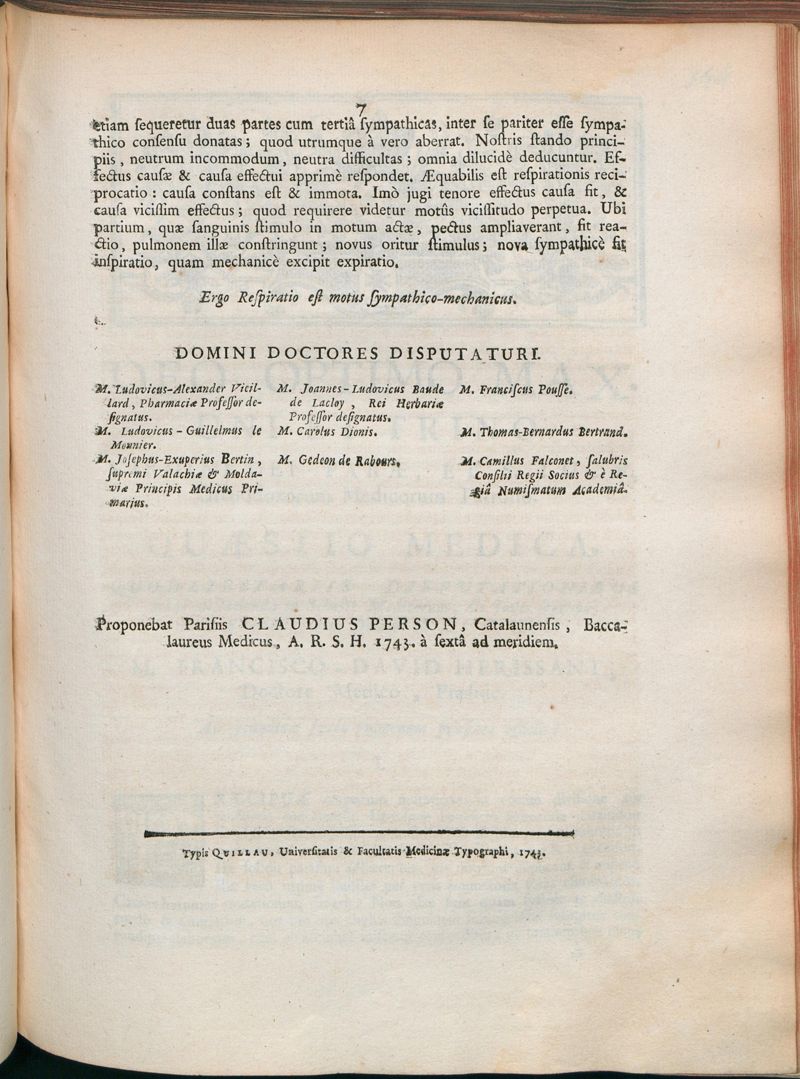 7
etiam ſequeretur duas partes cum tertiâ ſympathicas, inter ſe pariter eſſe ſympa-
thico conſenſu donatas; quod utrumque à vero aberrat. Noſtris ſtando princi-
piis, neutrum incommodum, neutra difficultas; omnia dilucidè deducuntur. Ef-
fectus cauſæ & cauſa effectui apprimè reſpondet. Æquabilis eſt reſpirationis reci-
procatio: cauſa conſtans eſt & immota. Imò jugi tenore effectus cauſa fit, &
cauſa viciſſim effectus; quod requirere videtur motûs viciſſitudo perpetua. Ubi
partium, quæ ſanguinis ſtimulo in motum actæ, pectus ampliaverant, fit rea-
ctio, pulmonem illæ conſtringunt; novus oritur ſtimulus; nova ſympathicè fit
inſpiratio, quam mechanicè excipit expiratio.
Ergo Reſpiratio eſt motus ſympathico-mechanicus.
DOMINI DOCTORES DISPUTATURI.
M. Ludovicus-Alexander Vieil-
lard, Pharmaciæ Profeſſor de-
ſignatus.
M. Ludovicus-Guillelmus le
Monnier.
M. Joſephus-Exuperius Bertin,
ſupremi Valachiæ & Molda-
viæ Principis Medicus Pri-
marius.
M. Joannes-Ludovicus Baude
de Lacloy, Rei Herbariæ
Profeſſor deſignatus.
M. Carolus Dionis.
M. Gedeon de Rabours.
M. Franciſcus Pouſſe.
M. Thomas-Bernardus Bertrand.
M. Camillus Falconet, ſalubris
Conſilii Regii Socius & è Re-
giâ Numiſmatum Academiâ.
Proponebat Pariſiis CLAUDIUS PERSON, Catalaunenſis, Bacca-
laureus Medicus, A. R. S. H. 1743. à ſextâ ad meridiem.
Typis QUILLAU, Univerſitatis & Facultatis Medicinæ Typographi, 1743.